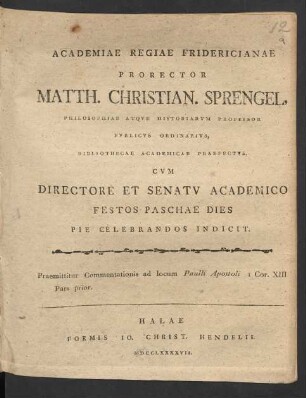 12
ACADEMIAE REGIAE FRIDERICIANAE
PRORECTOR
MATTH. CHRISTIAN. SPRENGEL,
PHILOSOPHIAE ATQVE HISTORIARVM PROFESSOR
PVBLICVS ORDINARIVS,
BIBLIOTHECAE ACADEMICAE PRAEFECTVS.
CVM
DIRECTORE ET SENATV ACADEMICO
FESTOS PASCHAE DIES
PIE CELEBRANDOS INDICIT.
Praemittitur Commentationis ad locum Paulli Apostoli 1 Cor. XIII
Pars prior.
HALAE
FORMIS IO. CHRIST. HENDELII
MDCCLXXXXVII.